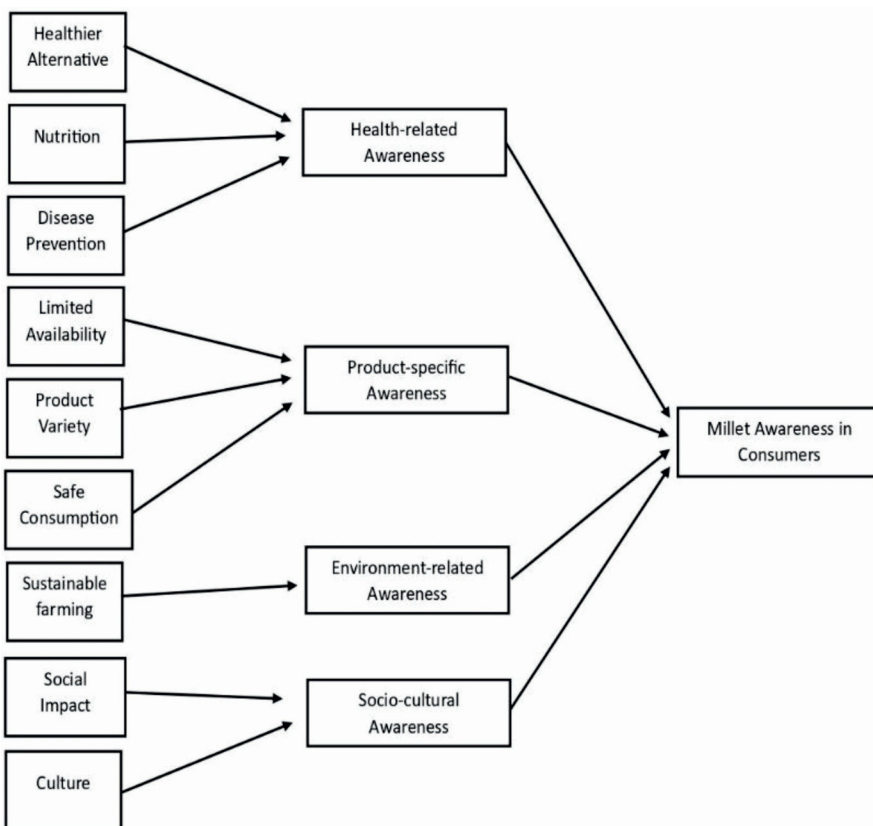 Healthier
Alternative
Nutrition
Disease
Prevention
Limited
Availability
Product
Variety
Safe
Consumption
Sustainable
farming
Social
Impact
Culture
Health-related
Awareness
Product-specific
Awareness
Environment-related
Awareness
Socio-cultural
Awareness
Millet Awareness in
Consumers